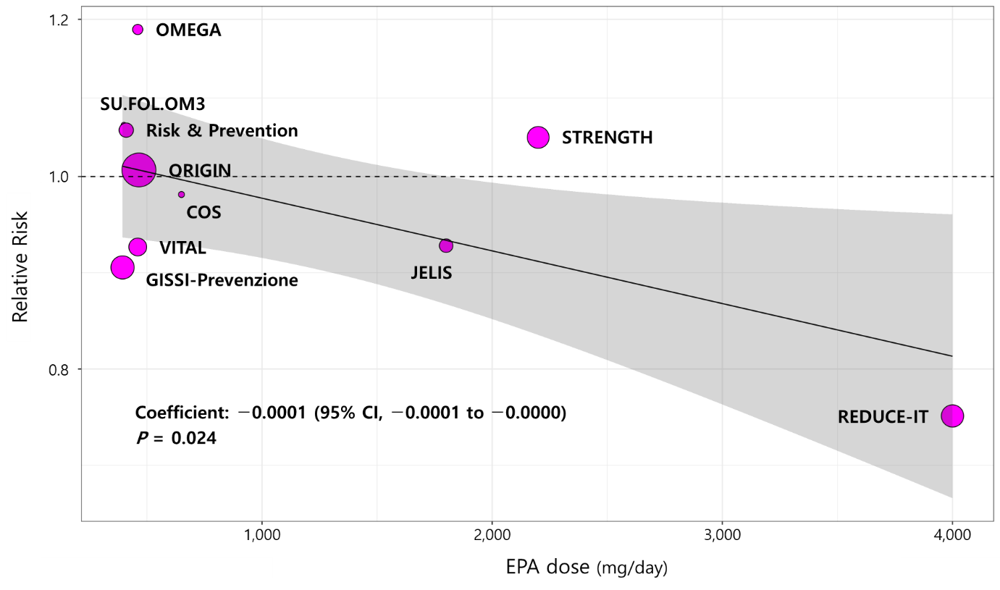 1.2
OMEGA
SU.FOL.OM3
Risk & Prevention
STRENGTH
ORIGIN
1.0
COS
VITAL
JELIS
GISSI-Prevenzione
Relative Risk
0.8
Coefficient: −0.0001 (95% CI, −0.0001 to −0.0000)
P = 0.024
REDUCE-IT
1,000 2,000 3,000 4,000
EPA dose (mg/day)